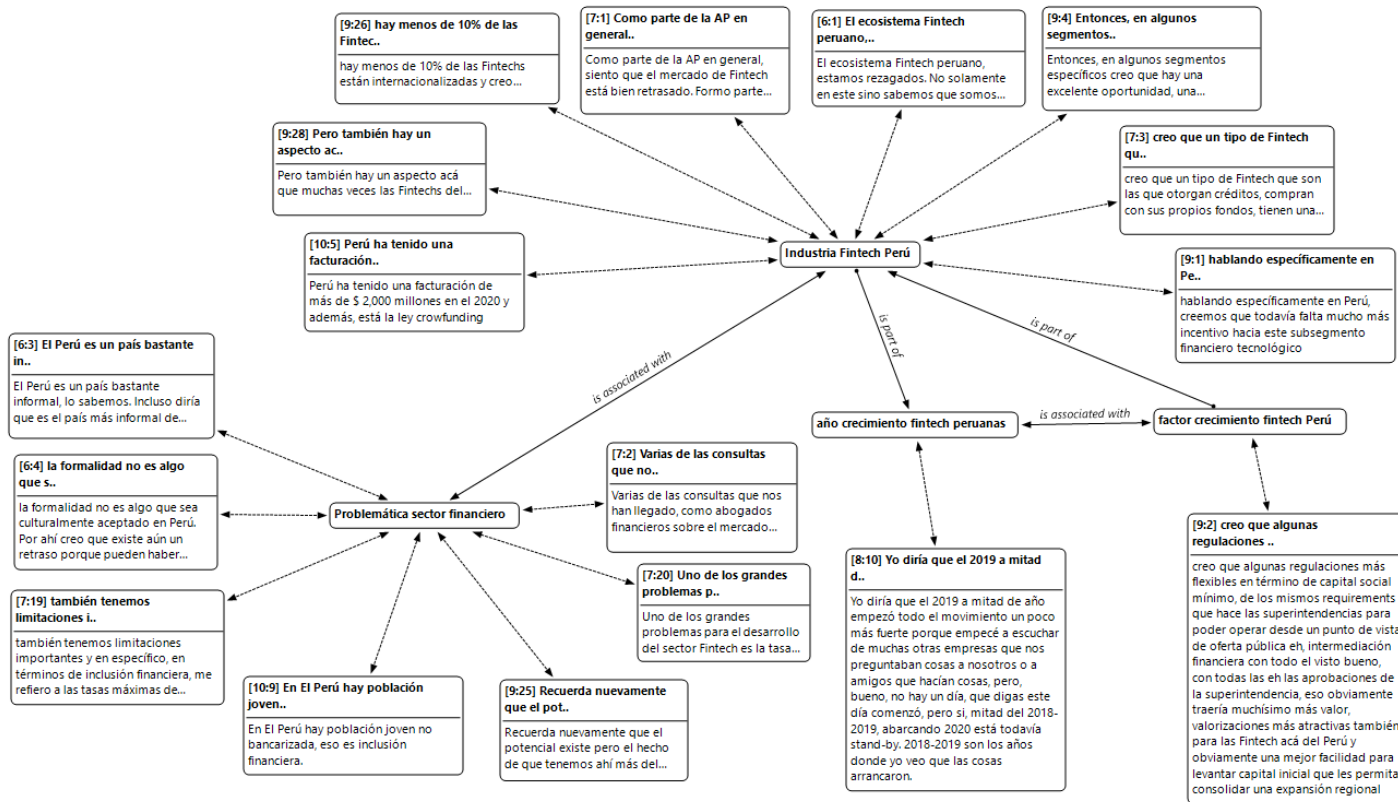 [9:26] hay menos de 10% de las
Fintec..
hay menos de 10% de las Fintechs
están internacionalizadas y creo...
[7:1] Como parte de la AP en
general..
Como parte de la AP en general,
siento que el mercado de Fintech
está bien retrasado. Formo parte...
[6:1] El ecosistema Fintech
peruano,..
El ecosistema Fintech peruano,
estamos rezagados. No solamente
en este sino sabemos que somos...
[9:4] Entonces, en algunos
segmentos..
Entonces, en algunos segmentos
específicos creo que hay una
excelente oportunidad, una...
[9:28] Pero también hay un
aspecto ac..
Pero también hay un aspecto acá
que muchas veces las Fintechs del...
[7:3] creo que un tipo de Fintech
qu..
creo que un tipo de Fintech que son
las que otorgan créditos, compran
con sus propios fondos, tienen una...
[10:5] Perú ha tenido una
facturación..
Perú ha tenido una facturación de
más de $ 2,000 millones en el 2020 y
además, está la ley crowfunding
Industria Fintech Perú
[9:1] hablando específicamente en
Pe..
hablando específicamente en Perú,
creemos que todavía falta mucho más
incentivo hacia este subsegmento
financiero tecnológico
is associated with
is part of
is part of
[6:3] El Perú es un país bastante
in..
El Perú es un país bastante
informal, lo sabemos. Incluso diría
que es el país más informal de...
año crecimiento fintech peruanas
is associated with
factor crecimiento fintech Perú
[6:4] la formalidad no es algo
que s..
la formalidad no es algo que sea
culturalmente aceptado en Perú.
Por ahí creo que existe aún un
retraso porque pueden haber...
Problemática sector financiero
[7:2] Varias de las consultas
que no..
Varias de las consultas que nos
han llegado, como abogados
financieros sobre el mercado...
[7:19] también tenemos
limitaciones i..
también tenemos limitaciones
importantes y en específico, en
términos de inclusión financiera, me
refiero a las tasas máximas de...
[7:20] Uno de los grandes
problemas p..
Uno de los grandes
problemas para el desarrollo
del sector Fintech es la tasa...
[10:9] En El Perú hay población
joven..
En El Perú hay población joven no
bancarizada, eso es inclusión
financiera.
[9:25] Recuerda nuevamente
que el pot..
Recuerda nuevamente que el
potencial existe pero el hecho
de que tenemos ahí más del...
[8:10] Yo diría que el 2019 a mitad
d..
Yo diría que el 2019 a mitad de año
empezó todo el movimiento un poco
más fuerte porque empecé a escuchar
de muchas otras empresas que nos
preguntaban cosas a nosotros o a
amigos que hacían cosas, pero,
bueno, no hay un día, que digas este
día comenzó, pero si, mitad del 2018-
2019, abarcando 2020 está todavía
stand-by. 2018-2019 son los años
donde yo veo que las cosas
arrancaron.
[9:2] creo que algunas
regulaciones ..
creo que algunas regulaciones más
flexibles en término de capital social
mínimo, de los mismos requirements
que hace las superintendencias para
poder operar desde un punto de vista
de oferta pública eh, intermediación
financiera con todo el visto bueno,
con todas las eh las aprobaciones de
la superintendencia, eso obviamente
traería muchísimo más valor,
valorizaciones más atractivas también
para las Fintech acá del Perú y
obviamente una mejor facilidad para
levantar capital inicial que les permita
consolidar una expansión regional